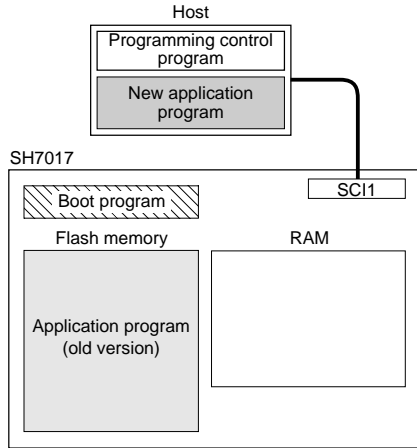 Host
Programming control
program
New application
program
SH7017
SCI1
Boot program
Flash memory
RAM
Application program
(old version)